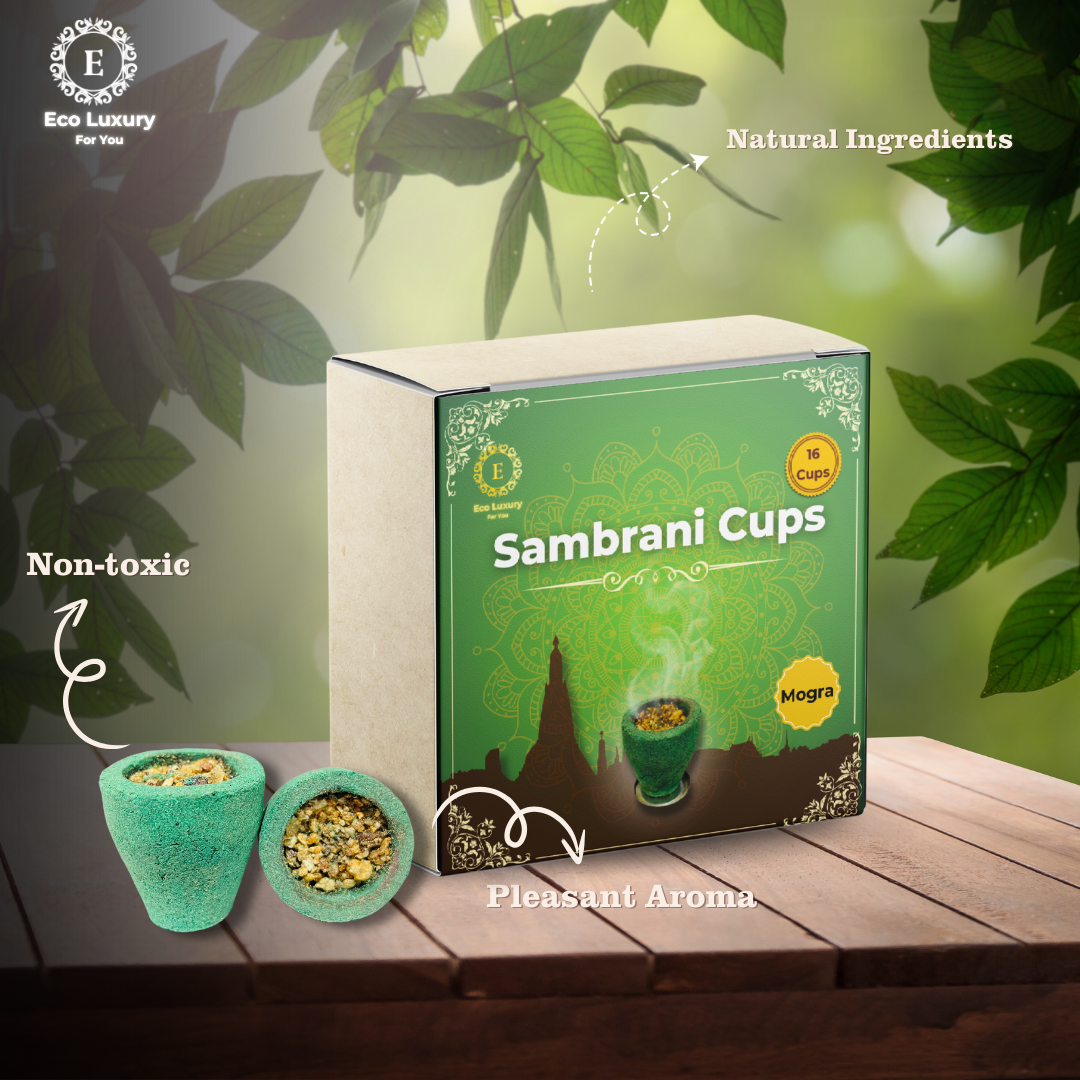 E
Eco Luxury
For You
Natural Ingredients
16
Cups
E
Eco Luxury
For You
Sambrani Cups
Non-toxic
Mogra
Pleasant Aroma